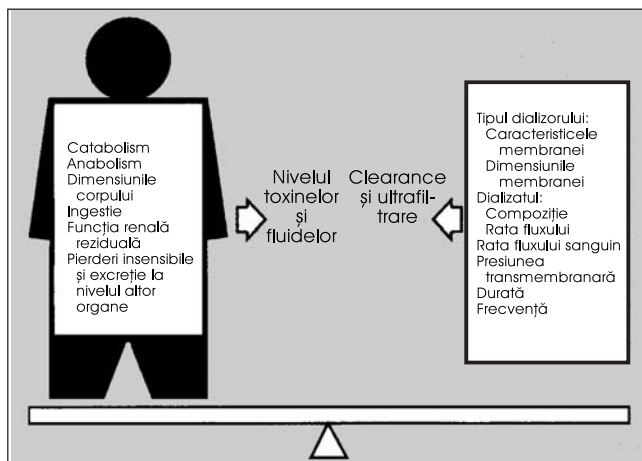 Catabolism
Anabolism
Dimensiunile
corpului
Ingestie
Funcția renală
reziduală
Pierderi insensibile
și excreție la
nivelul altor
organe
Nivelul
toxinelor
și
fluidelor
Clearance
și ultrafil-
trare
Tipul dializorului:
Caracteristicele
membranei
Dimensiunile
membranei
Dializatul:
Compoziție
Rata fluxului
Rata fluxului sanguin
Presiunea
transmembranară
Durată
Frecvență